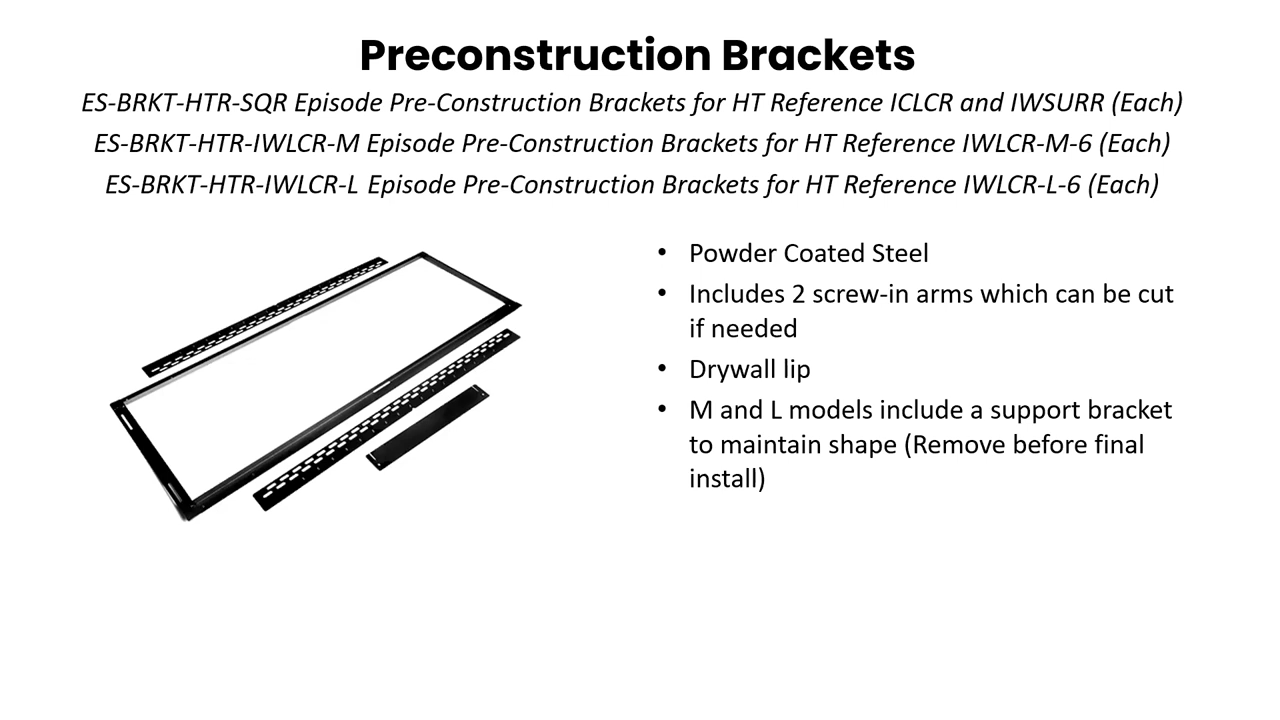 Preconstruction Brackets
ES-BRKT-HTR-SQR Episode Pre-Construction Brackets for HT Reference ICLCR and IWSURR (Each)
ES-BRKT-HTR-IWLCR-M Episode Pre-Construction Brackets for HT Reference IWLCR-M-6 (Each)
ES-BRKT-HTR-IWLCR-L Episode Pre-Construction Brackets for HT Reference IWLCR-L-6 (Each)
• Powder Coated Steel
• Includes 2 screw-in arms which can be cut
if needed
• Drywall lip
• M and L models include a support bracket
to maintain shape (Remove before final
install)